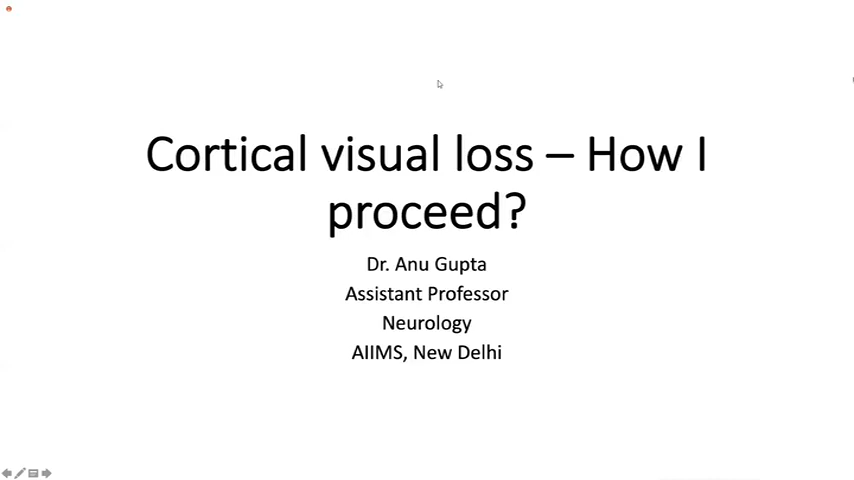 Cortical visual loss – How I
proceed?
Dr. Anu Gupta
Assistant Professor
Neurology
AIIMS, New Delhi